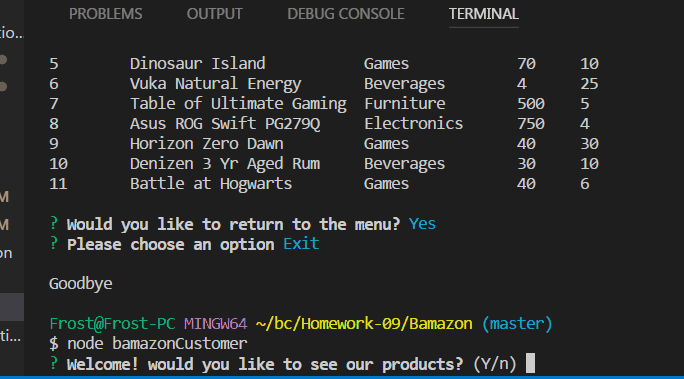 PROBLEMS OUTPUT DEBUG CONSOLE TERMINAL
tio...
5 Dinosaur Island Games 70 10
6 Vuka Natural Energy Beverages 4 25
7 Table of Ultimate Gaming Furniture 500 5
8 Asus ROG Swift PG279Q Electronics 750 4
9 Horizon Zero Dawn Games 40 30
10 Denizen 3 Yr Aged Rum Beverages 30 10
11 Battle at Hogwarts Games 40 6
M
? Would you like to return to the menu? Yes
M
? Please choose an option Exit
on
Goodbye
Frost@Frost-PC MINGW64 ~/bc/Homework-09/Bamazon (master)
ti...
$ node bamazonCustomer
? Welcome! would you like to see our products? (Y/n)